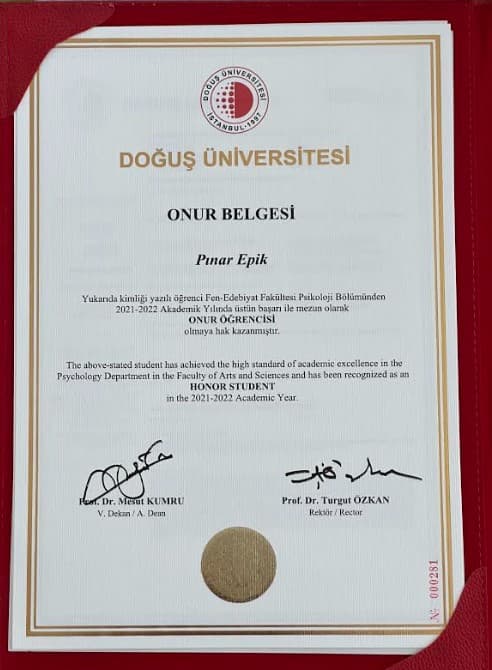 DOĞUŞ ÜNİVERSİTESİ
İSTANBUL-1997
DOĞUŞ ÜNİVERSİTESİ
ONUR BELGESİ
Pınar Epik
Yukarıda kimliği yazılı öğrenci Fen-Edebiyat Fakültesi Psikoloji Bölümünden
2021-2022 Akademik Yılında üstün başarı ile mezun olarak
ONUR ÖĞRENCİSİ
olmaya hak kazanmıştır.
The above-stated student has achieved the high standard of academic excellence in the
Psychology Department in the Faculty of Arts and Sciences and has been recognized as an
HONOR STUDENT
in the 2021-2022 Academic Year.
Prof. Dr. Mesut KUMRU
V. Dekan / A. Dean
Prof. Dr. Turgut ÖZKAN
Rektör / Rector
№ 000281